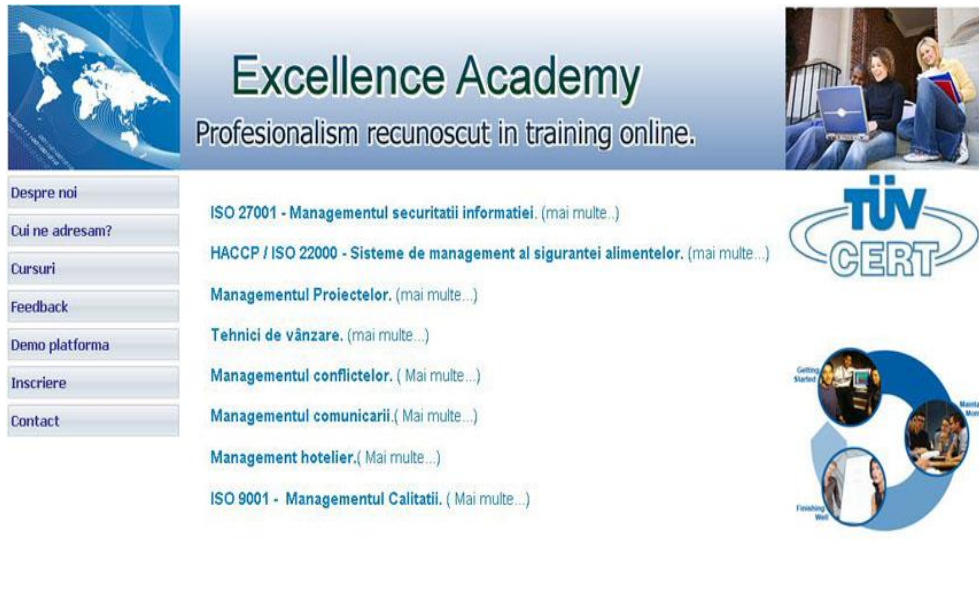 Excellence Academy
Profesionalism recunoscut in training online.
Despre noi
Cui ne adresam?
Cursuri
Feedback
Demo platforma
Inscriere
Contact
ISO 27001 - Managementul securitatii informatiei. (mai multe..)
HACCP / ISO 22000 - Sisteme de management al sigurantei alimentelor. (mai multe...)
Managementul Proiectelor. (mai multe...)
Tehnici de vânzare. (mai multe...)
Managementul conflictelor. ( Mai multe...)
Managementul comunicarii.( Mai multe...)
Management hotelier.( Mai multe...)
ISO 9001 - Managementul Calitatii. ( Mai multe...)
TÜV
CERT
Getting
Started
Finishing
Well